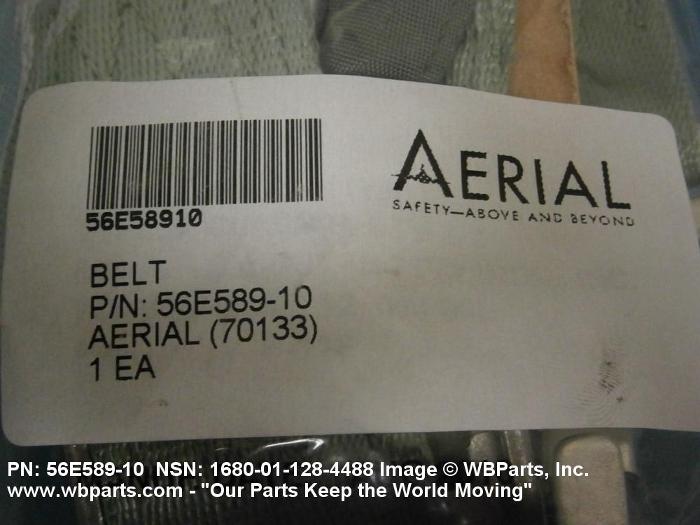 56E58910
AERIAL
SAFETY—ABOVE AND BEYOND
BELT
P/N: 56E589-10
AERIAL (70133)
1 EA
PN: 56E589-10 NSN: 1680-01-128-4488 Image © WBParts, Inc.
www.wbparts.com - "Our Parts Keep the World Moving"